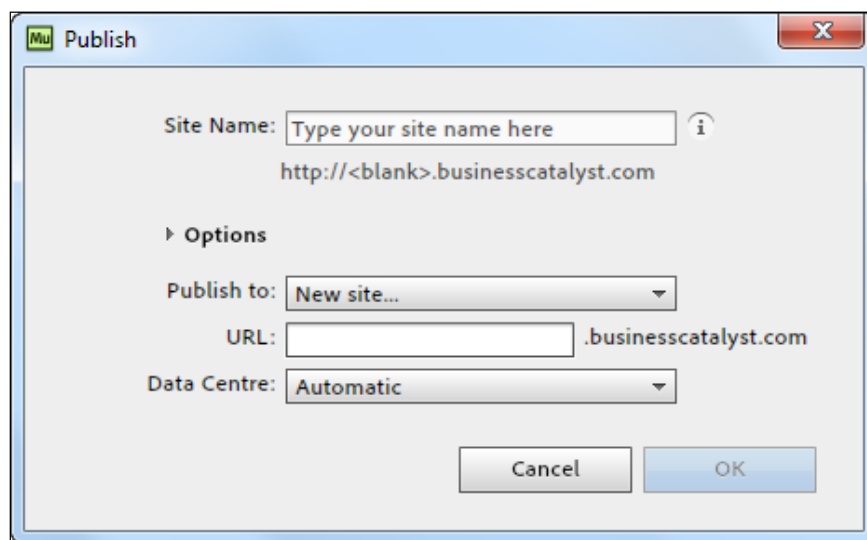 Mu Publish
Site Name: Type your site name here i
http://<blank>.businesscatalyst.com
Options
Publish to: New site...
URL: .businesscatalyst.com
Data Centre: Automatic
Cancel OK